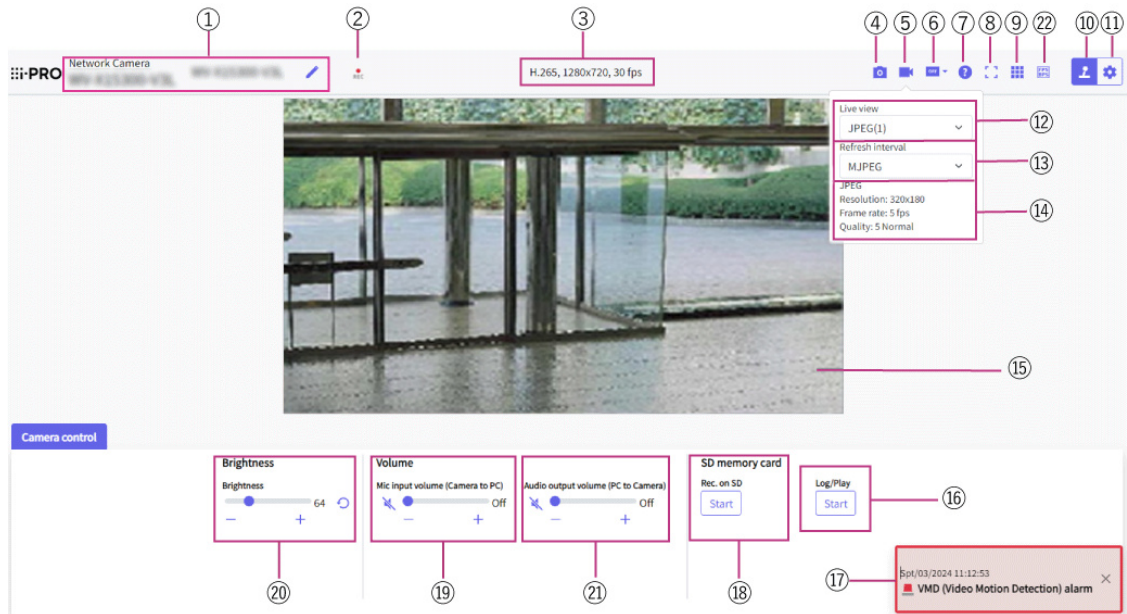 ① ② ③ ④ ⑤ ⑥ ⑦ ⑧ ⑨ ㉒ ⑩ ⑪
i-PRO
Network Camera
REC
H.265, 1280x720, 30 fps
Live view
JPEG(1)
⑫
Refresh interval
MJPEG
⑬
JPEG
Resolution: 320x180
Frame rate: 5 fps
Quality: 5 Normal
⑭
⑮
Camera control
Brightness
Brightness
64
− +
Volume
Mic input volume (Camera to PC)
Off
− +
Audio output volume (PC to Camera)
Off
− +
SD memory card
Rec. on SD
Start
Log/Play
Start
⑯
⑰
Spt/03/2024 11:12:53
VMD (Video Motion Detection) alarm
⑳ ⑲ ㉑ ⑱